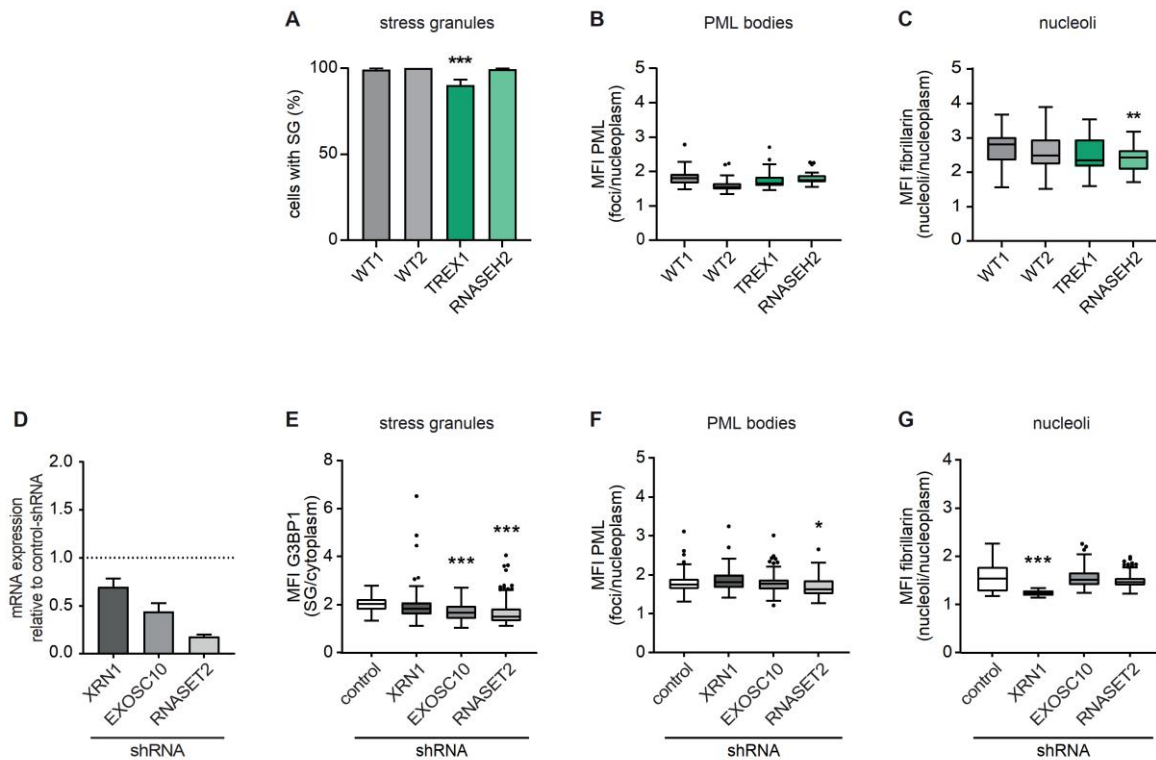 A stress granules
cells with SG (%)
100
50
0
***
WT1
WT2
TREX1
RNASEH2
B PML bodies
MFI PML
(foci/nucleoplasm)
5
4
3
2
1
0
WT1
WT2
TREX1
RNASEH2
C nucleoli
MFI fibrillarin
(nucleoli/nucleoplasm)
5
4
3
2
1
0
**
WT1
WT2
TREX1
RNASEH2
D
mRNA expression
relative to control-shRNA
2.0
1.5
1.0
0.5
0.0
XRN1
EXOSC10
RNASET2
shRNA
E stress granules
MFI G3BP1
(SG/cytoplasm)
8
6
4
2
0
***
***
control
XRN1
EXOSC10
RNASET2
shRNA
F PML bodies
MFI PML
(foci/nucleoplasm)
5
4
3
2
1
0
*
control
XRN1
EXOSC10
RNASET2
shRNA
G nucleoli
MFI fibrillarin
(nucleoli/nucleoplasm)
4
3
2
1
0
***
control
XRN1
EXOSC10
RNASET2
shRNA